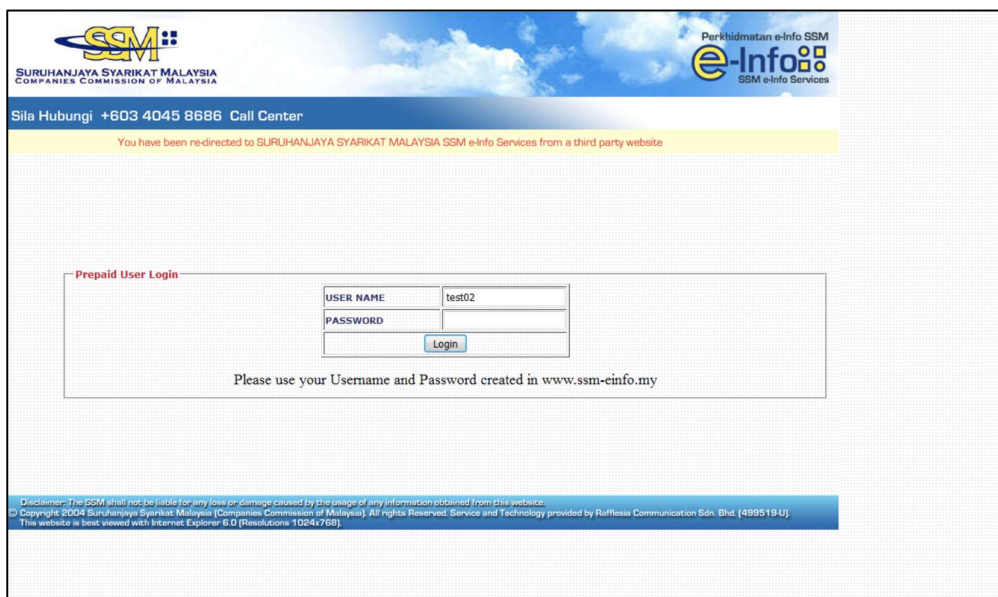 SSM
SURUHANJAYA SYARIKAT MALAYSIA
COMPANIES COMMISSION OF MALAYSIA
Perkhidmatan e-Info SSM
e-Info
SSM e-Info Services
Sila Hubungi +603 4045 8686 Call Center
You have been re-directed to SURUHANJAYA SYARIKAT MALAYSIA SSM e-Info Services from a third party website
Prepaid User Login
USER NAME test02
PASSWORD
Login
Please use your Username and Password created in www.ssm-einfo.my
Disclaimer: The SSM shall not be liable for any loss or damage caused by the usage of any information obtained from this website.
© Copyright 2004 Suruhanjaya Syarikat Malaysia (Companies Commission of Malaysia). All rights Reserved. Service and Technology provided by Rafflesia Communication Sdn. Bhd. (499519-U).
This website is best viewed with Internet Explorer 6.0 (Resolutions 1024x768).